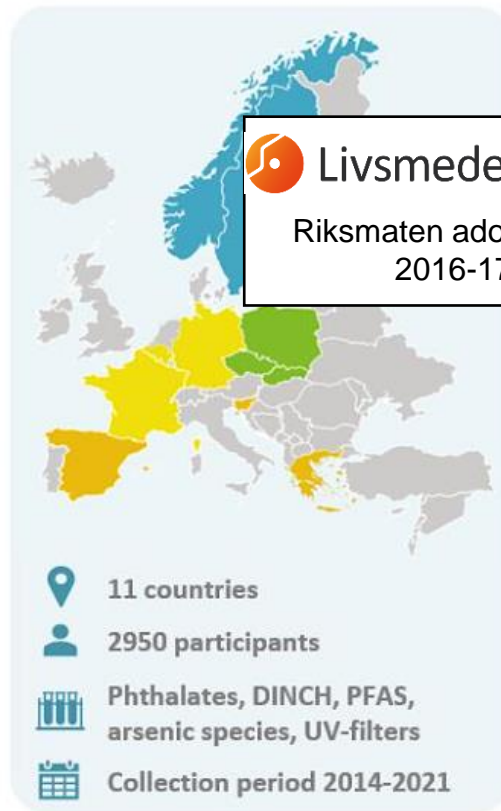 Livsmede
Riksmaten ado
2016-17
11 countries
2950 participants
Phthalates, DINCH, PFAS,
arsenic species, UV-filters
Collection period 2014-2021